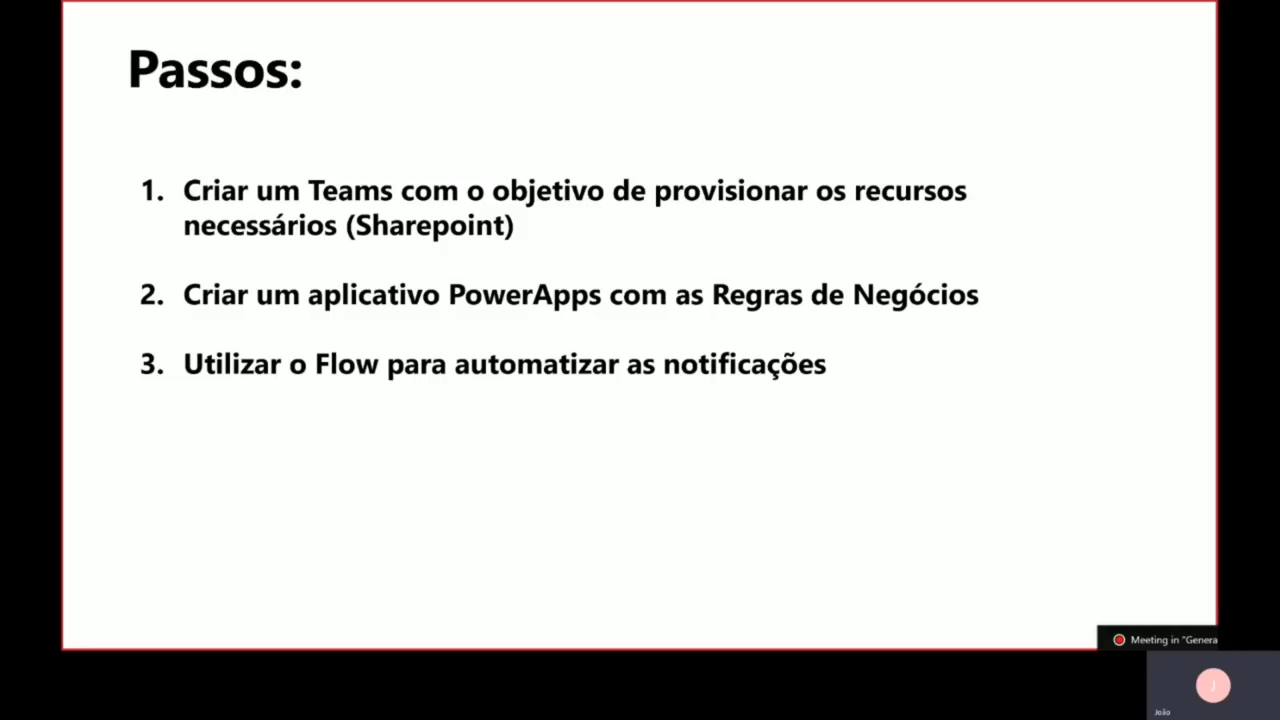 Passos:
1. Criar um Teams com o objetivo de provisionar os recursos
necessários (Sharepoint)
2. Criar um aplicativo PowerApps com as Regras de Negócios
3. Utilizar o Flow para automatizar as notificações
Meeting in "Genera
J
João